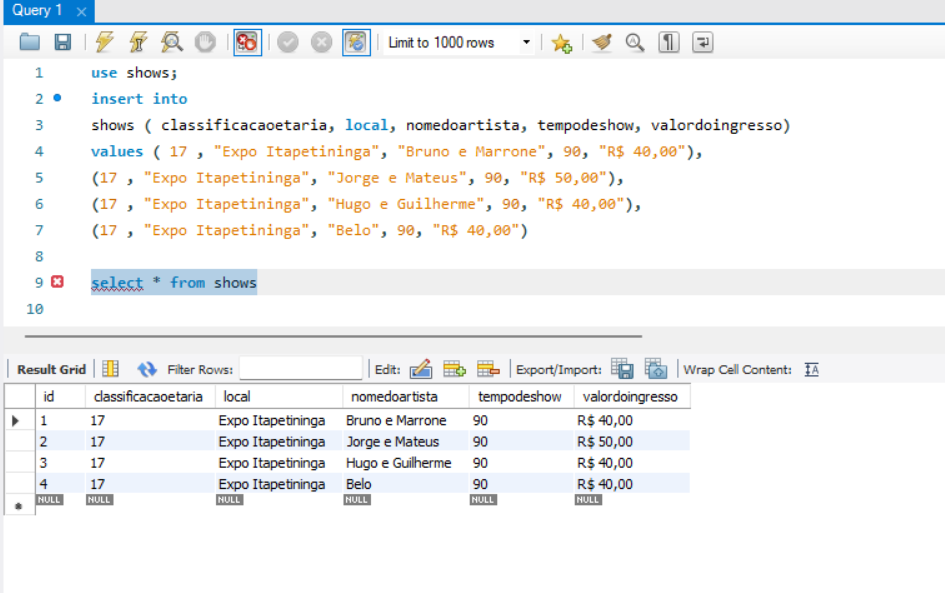 Query 1
Limit to 1000 rows
1 use shows;
2 insert into
3 shows ( classificacaoetaria, local, nomedoartista, tempodeshow, valordoingresso)
4 values ( 17 , "Expo Itapetininga", "Bruno e Marrone", 90, "R$ 40,00"),
5 (17 , "Expo Itapetininga", "Jorge e Mateus", 90, "R$ 50,00"),
6 (17 , "Expo Itapetininga", "Hugo e Guilherme", 90, "R$ 40,00"),
7 (17 , "Expo Itapetininga", "Belo", 90, "R$ 40,00")
8
9 select * from shows
10
Result Grid Filter Rows: Edit: Export/Import: Wrap Cell Content: IA
id classificacaoetaria local nomedoartista tempodeshow valordoingresso
1 17 Expo Itapetininga Bruno e Marrone 90 R$ 40,00
2 17 Expo Itapetininga Jorge e Mateus 90 R$ 50,00
3 17 Expo Itapetininga Hugo e Guilherme 90 R$ 40,00
4 17 Expo Itapetininga Belo 90 R$ 40,00
NULL NULL NULL NULL NULL NULL